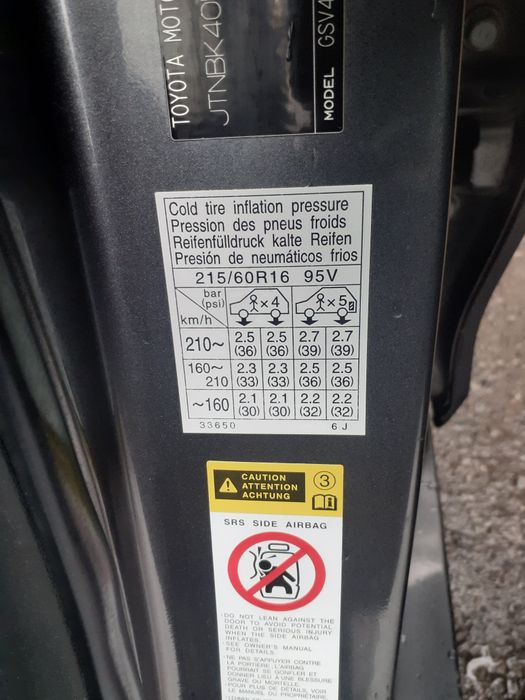 TOYOTA MOTO
JTNBK40
MODEL GSV4
Cold tire inflation pressure
Pression des pneus froids
Reifenfülldruck kalte Reifen
Presión de neumáticos frios
215/60R16 95V
bar
(psi)
km/h
×4 ×5
210~ 2.5 (36) 2.5 (36) 2.7 (39) 2.7 (39)
160~210 2.3 (33) 2.3 (33) 2.5 (36) 2.5 (36)
~160 2.1 (30) 2.1 (30) 2.2 (32) 2.2 (32)
33650 6J
CAUTION
ATTENTION
ACHTUNG
3
SRS SIDE AIRBAG
·DO NOT LEAN AGAINST THE
DOOR TO AVOID POTENTIAL
DEATH OR SERIOUS INJURY
WHEN THE SIDE AIRBAG
INFLATES.
·SEE OWNER'S MANUAL
FOR DETAILS.
·NE PAS S'APPUYER CONTRE
LA PORTIERE L'AIRBAG
POURRAIT SE GONFLER ET
DONNER LIEU A UNE BLESSURE
GRAVE OU MORTELLE.
·POUR PLUS DE DETAILS, VOIR
LE MANUEL DU PROPRIETAIRE